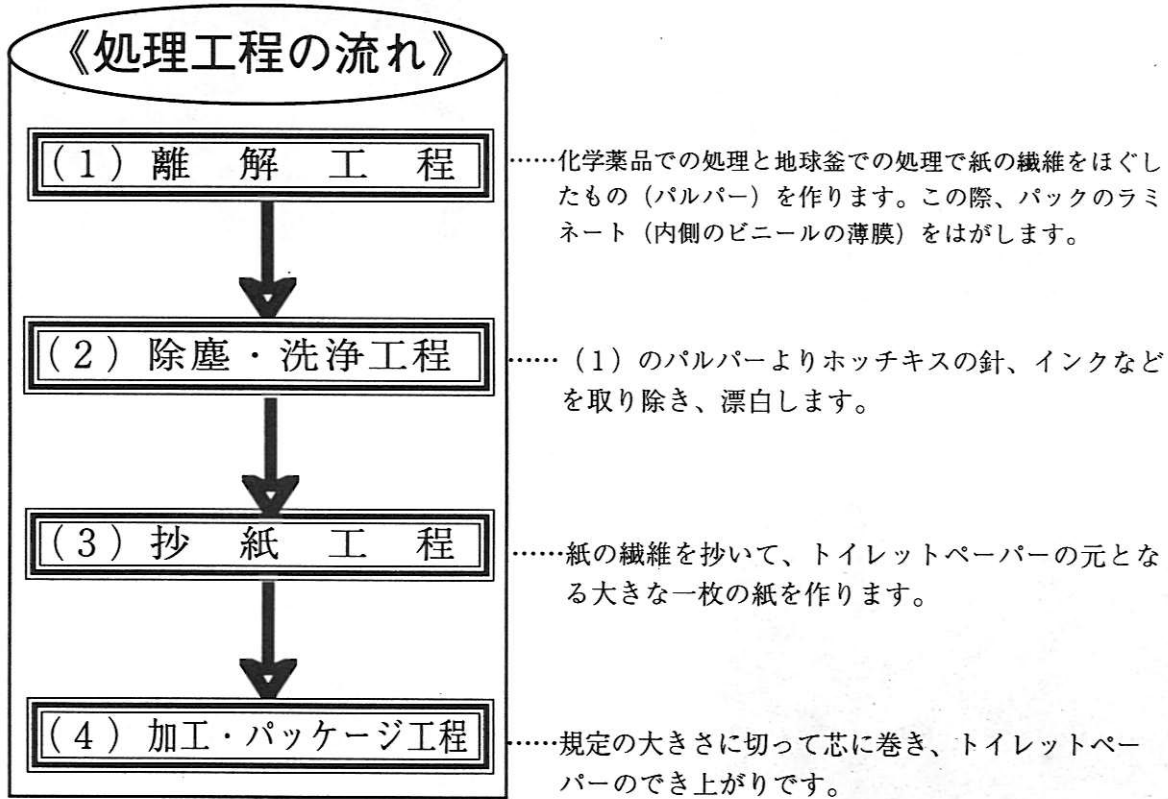 《処理工程の流れ》
(1)離解工程
……化学薬品での処理と地球釜での処理で紙の繊維をほぐし
たもの(パルパー)を作ります。この際、パックのラミ
ネート(内側のビニールの薄膜)をはがします。
(2)除塵・洗浄工程
……(1)のパルパーよりホッチキスの針、インクなど
を取り除き、漂白します。
(3)抄紙工程
……紙の繊維を抄いて、トイレットペーパーの元とな
る大きな一枚の紙を作ります。
(4)加工・パッケージ工程
……規定の大きさに切って芯に巻き、トイレットペー
パーのでき上がりです。